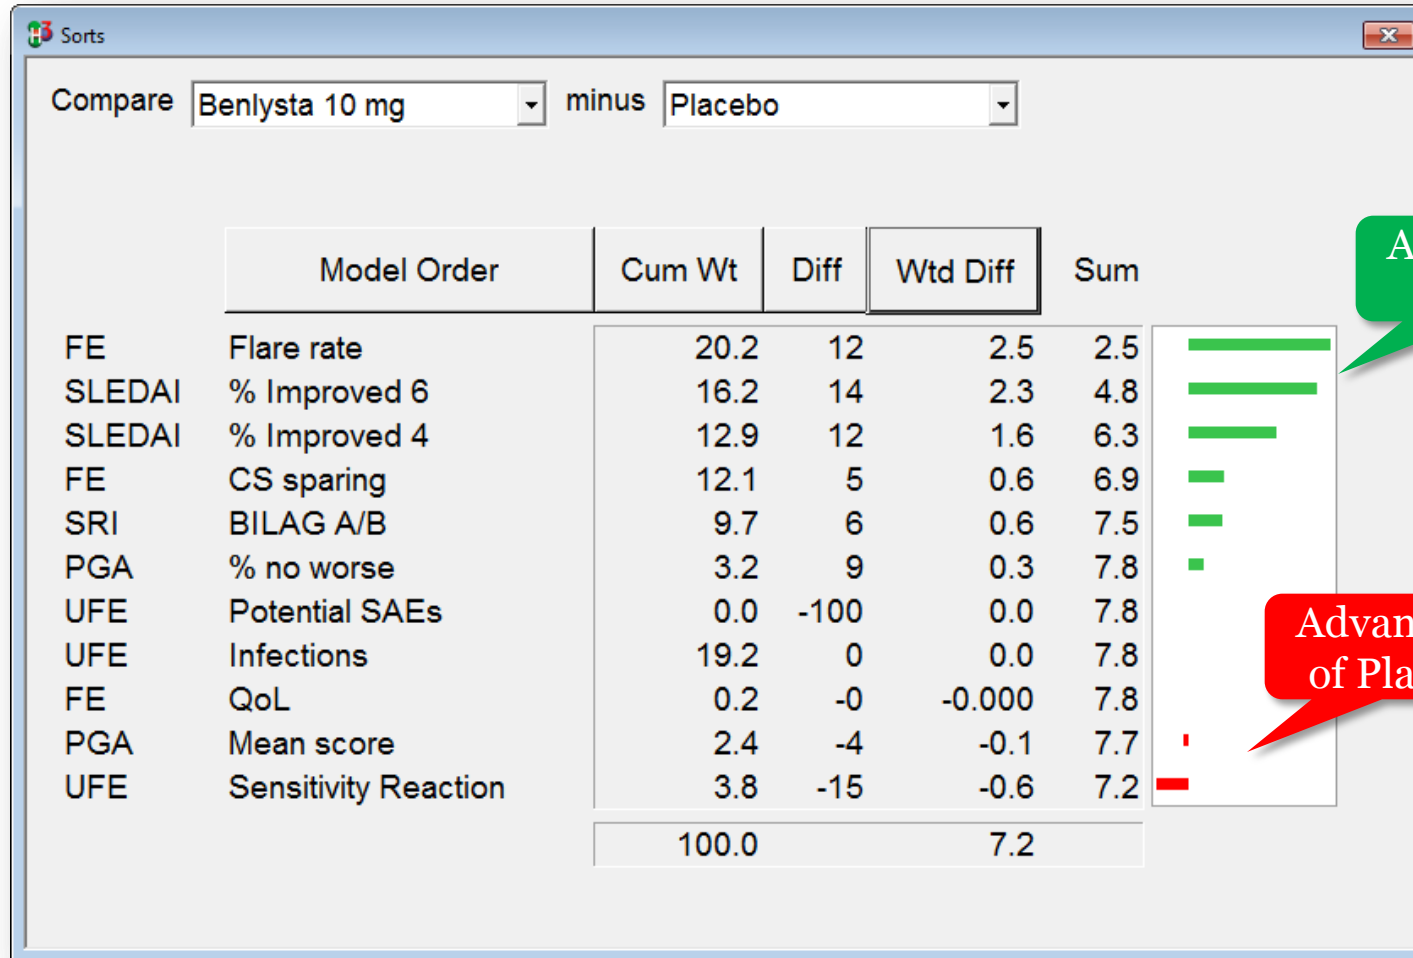 Sorts
Compare Benlysta 10 mg minus Placebo
Model Order Cum Wt Diff Wtd Diff Sum
FE Flare rate 20.2 12 2.5 2.5
SLEDAI % Improved 6 16.2 14 2.3 4.8
SLEDAI % Improved 4 12.9 12 1.6 6.3
FE CS sparing 12.1 5 0.6 6.9
SRI BILAG A/B 9.7 6 0.6 7.5
PGA % no worse 3.2 9 0.3 7.8
UFE Potential SAEs 0.0 -100 0.0 7.8
UFE Infections 19.2 0 0.0 7.8
FE QoL 0.2 -0 -0.000 7.8
PGA Mean score 2.4 -4 -0.1 7.7
UFE Sensitivity Reaction 3.8 -15 -0.6 7.2
100.0 7.2
of